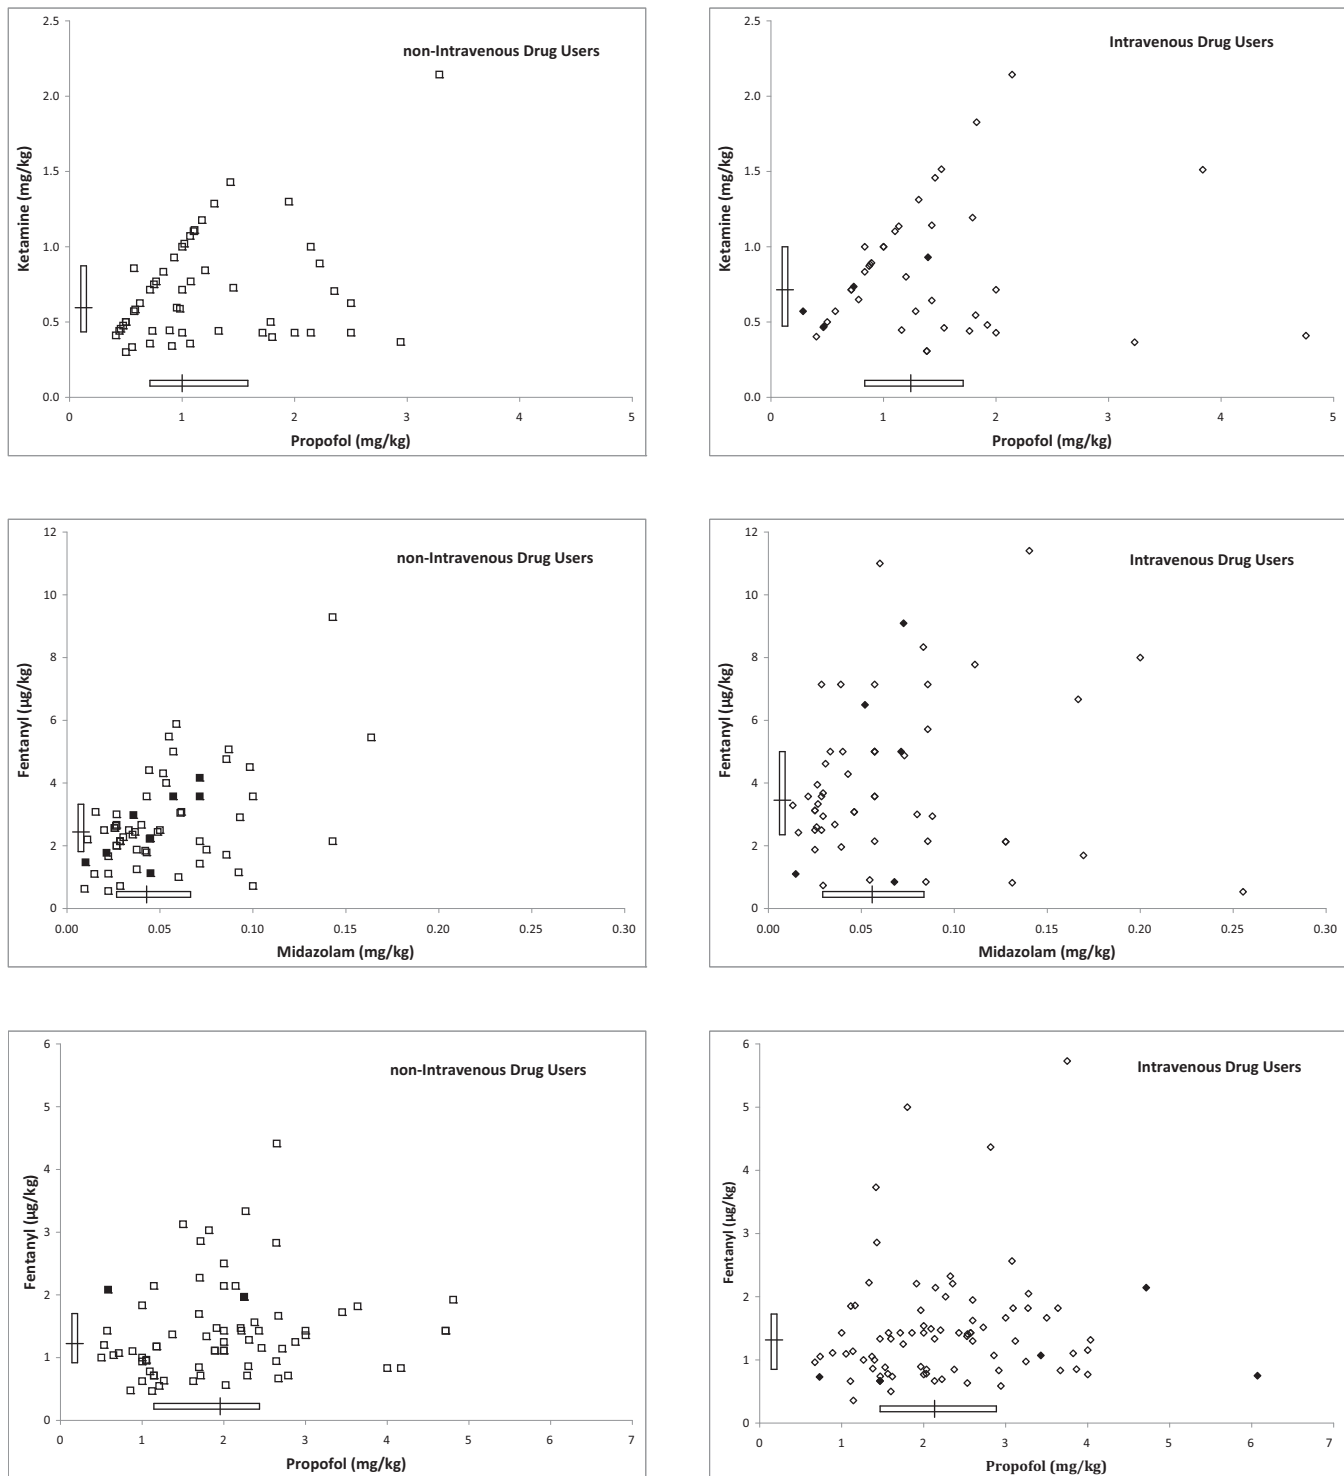 non-Intravenous Drug Users
2.5
2.0
1.5
1.0
0.5
0.0
Ketamine (mg/kg)
0 1 2 3 4 5
Propofol (mg/kg)
Intravenous Drug Users
2.5
2.0
1.5
1.0
0.5
0.0
Ketamine (mg/kg)
0 1 2 3 4 5
Propofol (mg/kg)
non-Intravenous Drug Users
12
10
8
6
4
2
0
Fentanyl (µg/kg)
0.00 0.05 0.10 0.15 0.20 0.25 0.30
Midazolam (mg/kg)
Intravenous Drug Users
12
10
8
6
4
2
0
Fentanyl (µg/kg)
0.00 0.05 0.10 0.15 0.20 0.25 0.30
Midazolam (mg/kg)
non-Intravenous Drug Users
6
5
4
3
2
1
0
Fentanyl (µg/kg)
0 1 2 3 4 5 6 7
Propofol (mg/kg)
Intravenous Drug Users
6
5
4
3
2
1
0
Fentanyl (µg/kg)
0 1 2 3 4 5 6 7
Propofol (mg/kg)